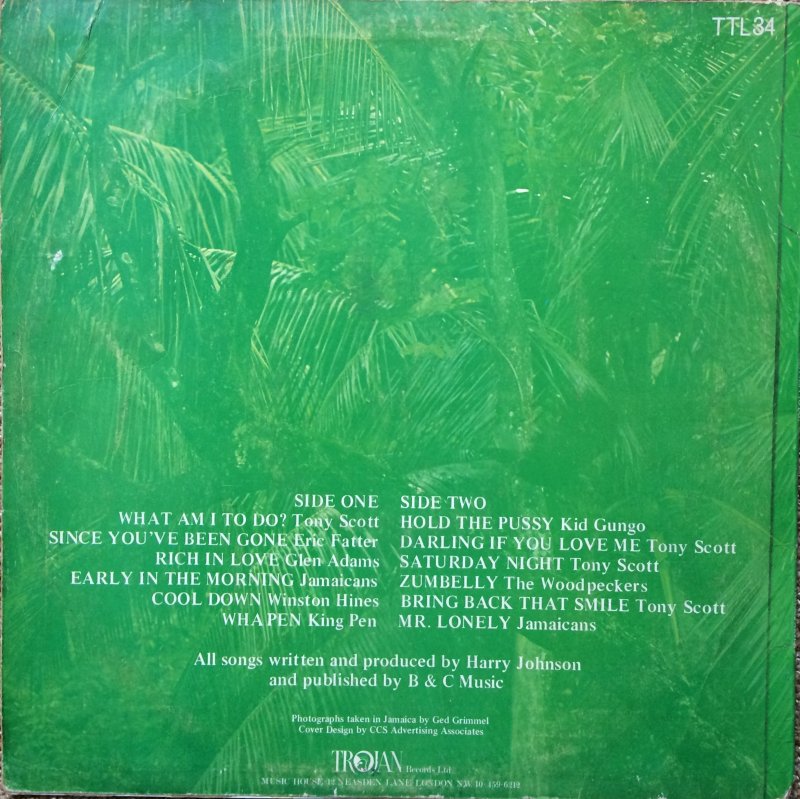 TTL34
SIDE ONE
WHAT AM I TO DO? Tony Scott
SINCE YOU'VE BEEN GONE Eric Fatter
RICH IN LOVE Glen Adams
EARLY IN THE MORNING Jamaicans
COOL DOWN Winston Hines
WHA PEN King Pen
SIDE TWO
HOLD THE PUSSY Kid Gungo
DARLING IF YOU LOVE ME Tony Scott
SATURDAY NIGHT Tony Scott
ZUMBELLY The Woodpeckers
BRING BACK THAT SMILE Tony Scott
MR. LONELY Jamaicans
All songs written and produced by Harry Johnson
and published by B & C Music
Photographs taken in Jamaica by Ged Grimmel
Cover Design by CCS Advertising Associates
TROJAN Records Ltd
MUSIC HOUSE 12 NEASDEN LANE LONDON N.W.10 459-6212